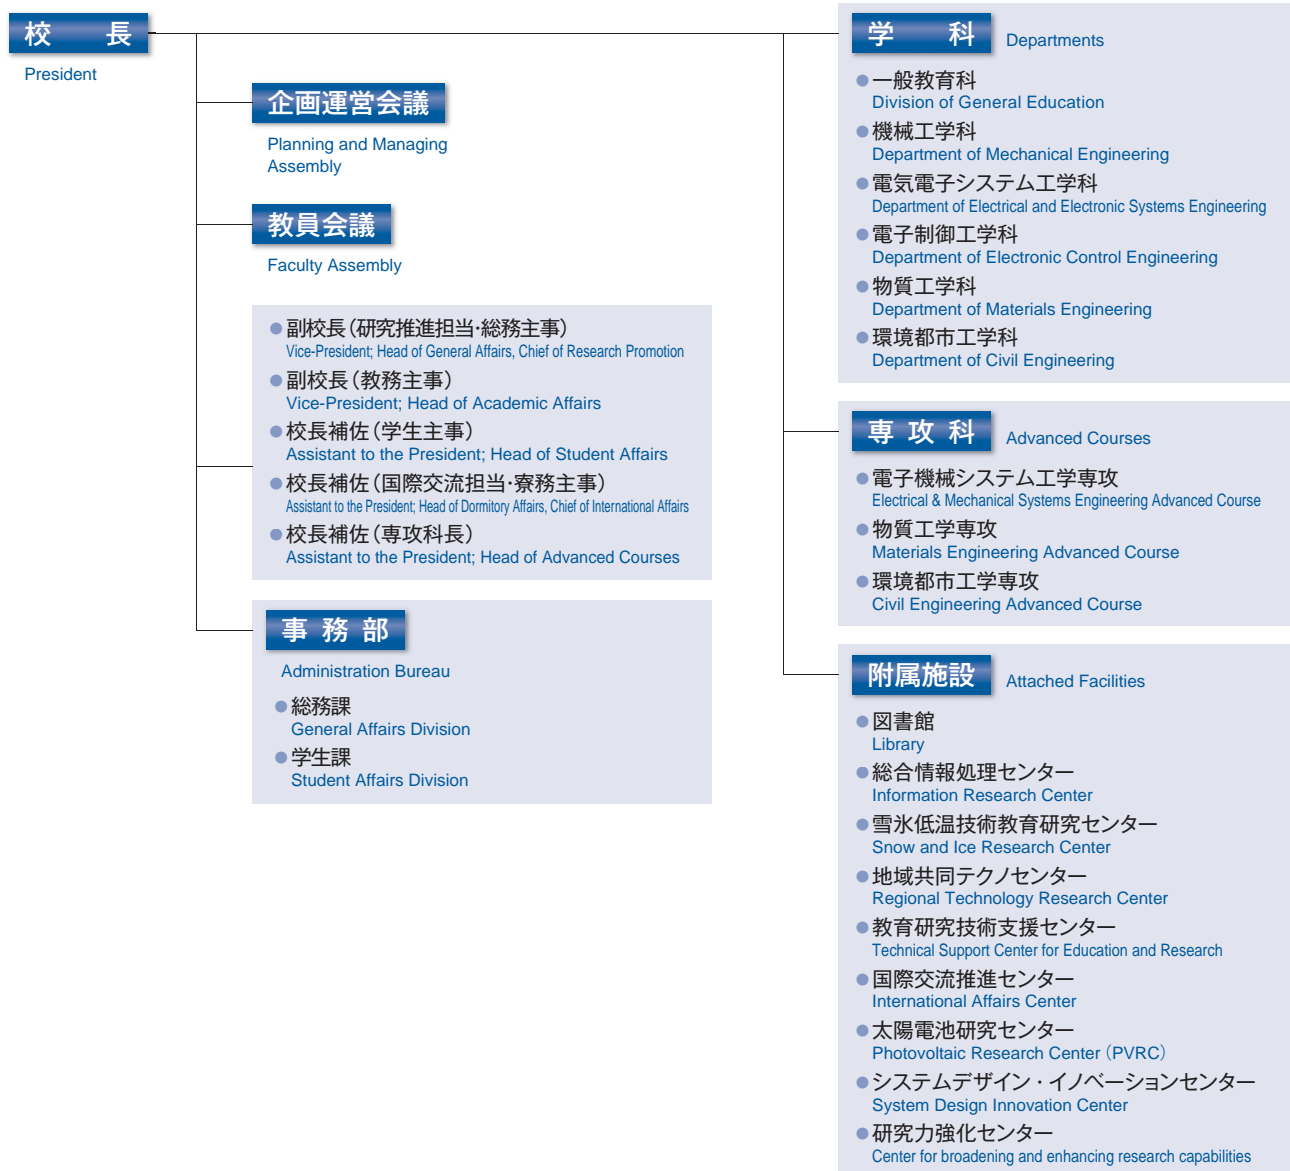 校 長
President
企画運営会議
Planning and Managing
Assembly
教員会議
Faculty Assembly
●副校長(研究推進担当・総務主事)
Vice-President; Head of General Affairs, Chief of Research Promotion
●副校長(教務主事)
Vice-President; Head of Academic Affairs
●校長補佐(学生主事)
Assistant to the President; Head of Student Affairs
●校長補佐(国際交流担当・寮務主事)
Assistant to the President; Head of Dormitory Affairs, Chief of International Affairs
●校長補佐(専攻科長)
Assistant to the President; Head of Advanced Courses
事 務 部
Administration Bureau
●総務課
General Affairs Division
●学生課
Student Affairs Division
学 科 Departments
●一般教育科
Division of General Education
●機械工学科
Department of Mechanical Engineering
●電気電子システム工学科
Department of Electrical and Electronic Systems Engineering
●電子制御工学科
Department of Electronic Control Engineering
●物質工学科
Department of Materials Engineering
●環境都市工学科
Department of Civil Engineering
専 攻 科 Advanced Courses
●電子機械システム工学専攻
Electrical & Mechanical Systems Engineering Advanced Course
●物質工学専攻
Materials Engineering Advanced Course
●環境都市工学専攻
Civil Engineering Advanced Course
附属施設 Attached Facilities
●図書館
Library
●総合情報処理センター
Information Research Center
●雪氷低温技術教育研究センター
Snow and Ice Research Center
●地域共同テクノセンター
Regional Technology Research Center
●教育研究技術支援センター
Technical Support Center for Education and Research
●国際交流推進センター
International Affairs Center
●太陽電池研究センター
Photovoltaic Research Center(PVRC)
●システムデザイン・イノベーションセンター
System Design Innovation Center
●研究力強化センター
Center for broadening and enhancing research capabilities